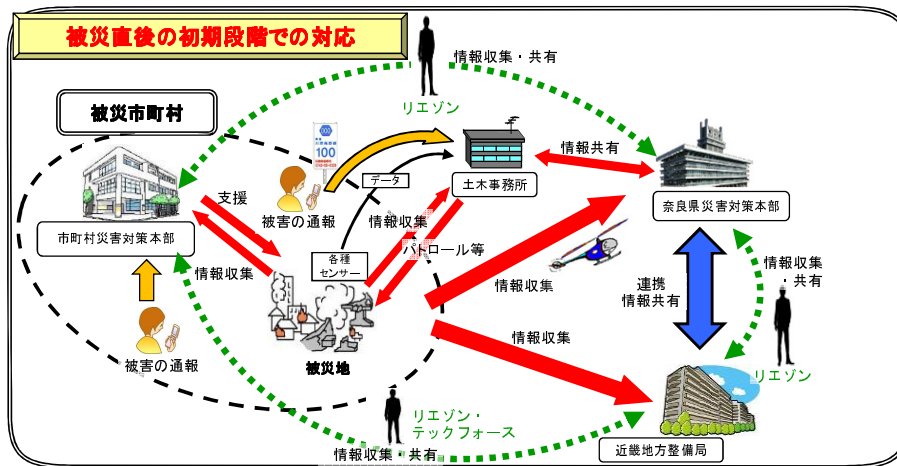 被災直後の初期段階での対応
情報収集・共有
リエゾン
被災市町村
100
情報共有
データ
土木事務所
支援
被害の通報
情報収集
奈良県災害対策本部
市町村災害対策本部
パトロール等
各種
センサー
情報収集
情報収集
連携
情報共有
情報収集
・共有
情報収集
被害の通報
被災地
リエゾン
リエゾン・
テックフォース
情報収集・共有
近畿地方整備局